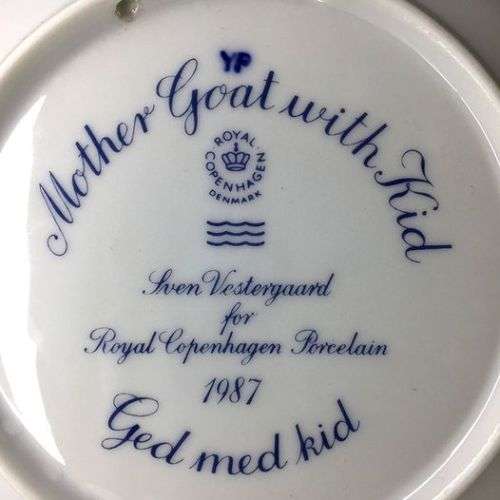 YP
Mother Goat with Kid
ROYAL COPENHAGEN
DENMARK
Sven Vestergaard
for
Royal Copenhagen Porcelain
1987
Ged med kid